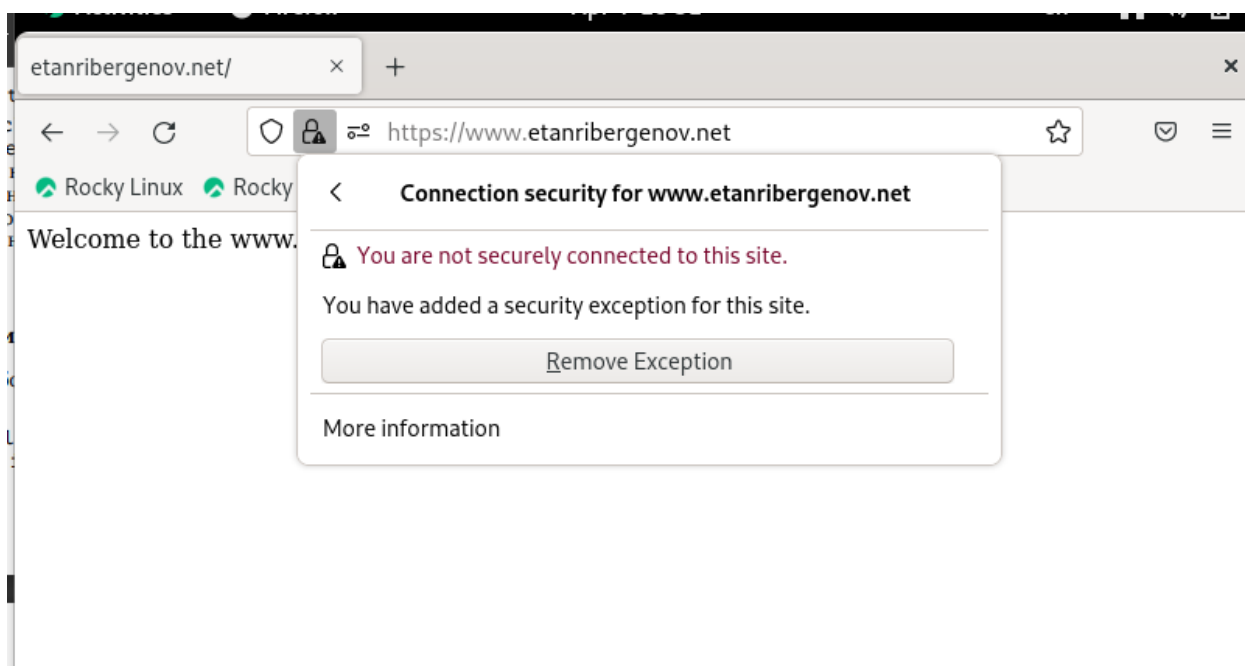 etanribergenov.net/
https://www.etanribergenov.net
Rocky Linux Rocky
Connection security for www.etanribergenov.net
Welcome to the www.
You are not securely connected to this site.
You have added a security exception for this site.
Remove Exception
More information